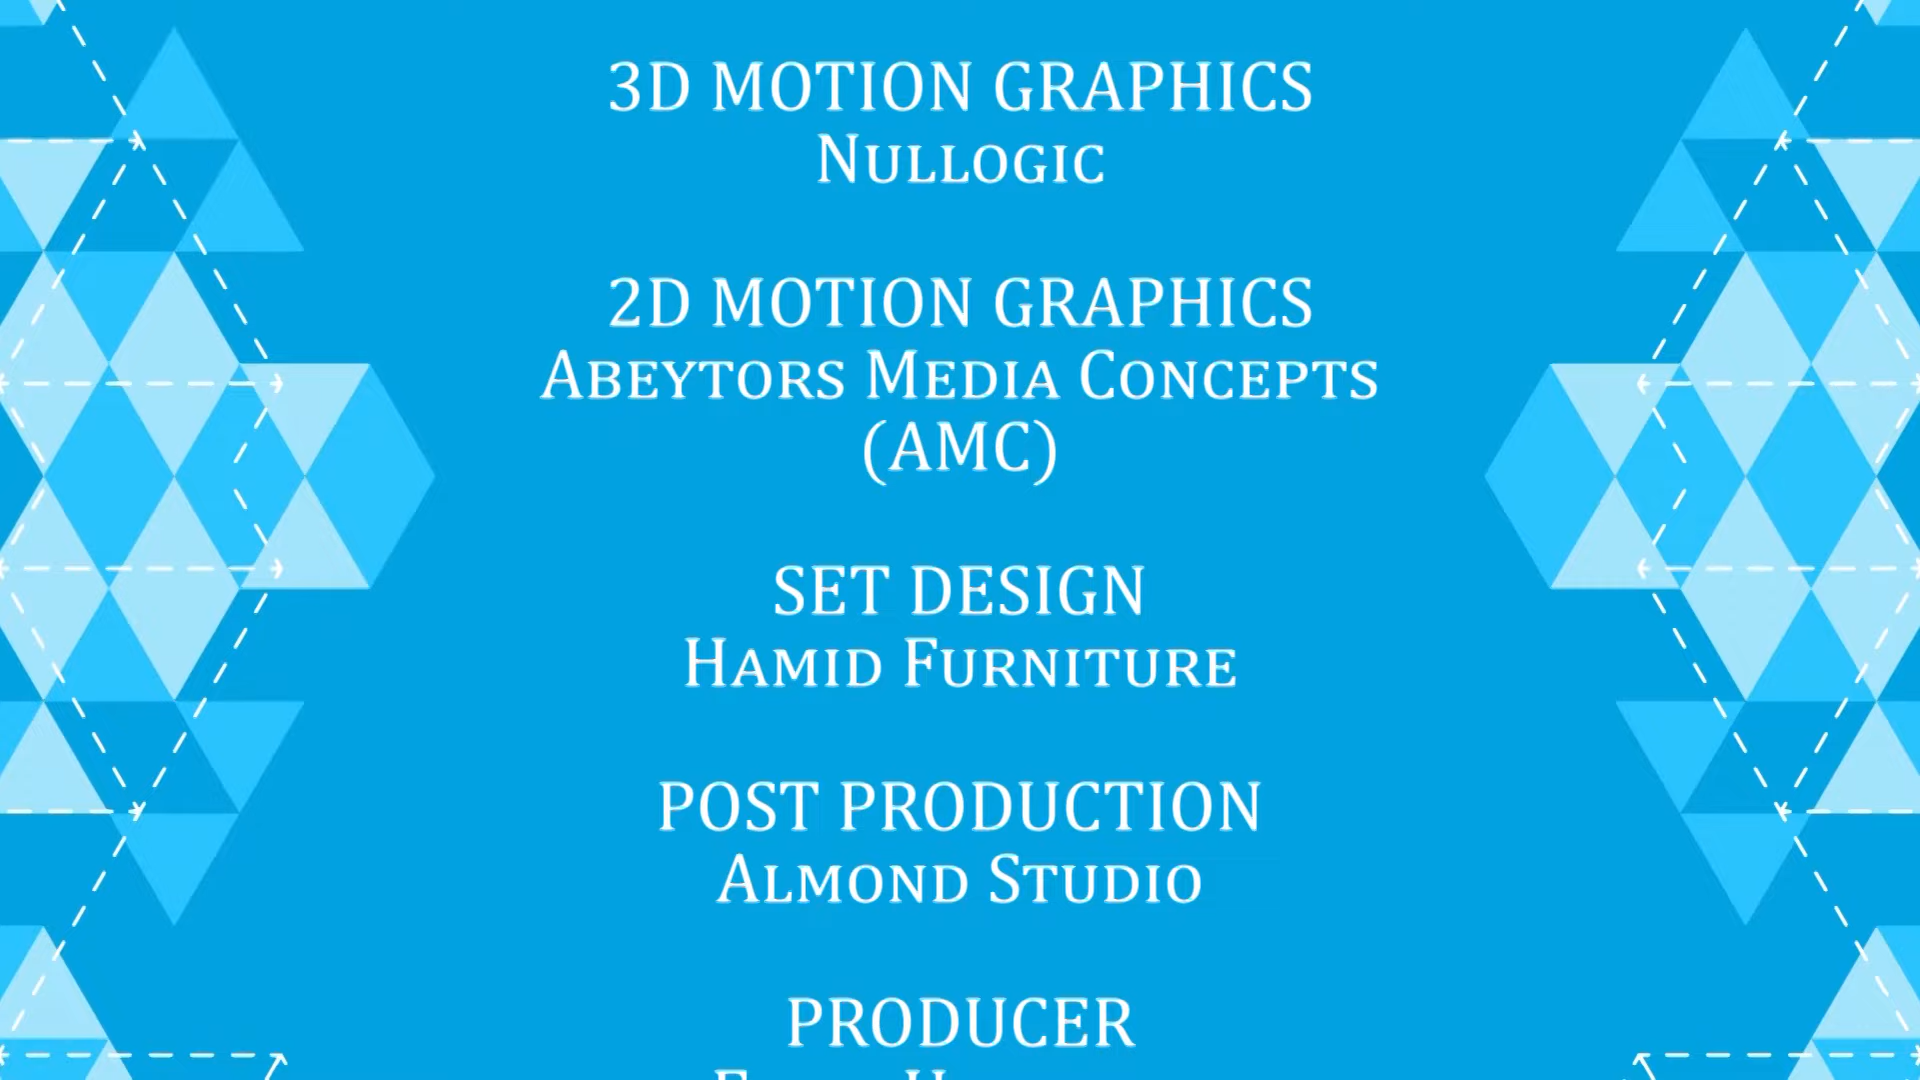 3D MOTION GRAPHICS
NULLOGIC
2D MOTION GRAPHICS
ABEYTORS MEDIA CONCEPTS
(AMC)
SET DESIGN
HAMID FURNITURE
POST PRODUCTION
ALMOND STUDIO
PRODUCER